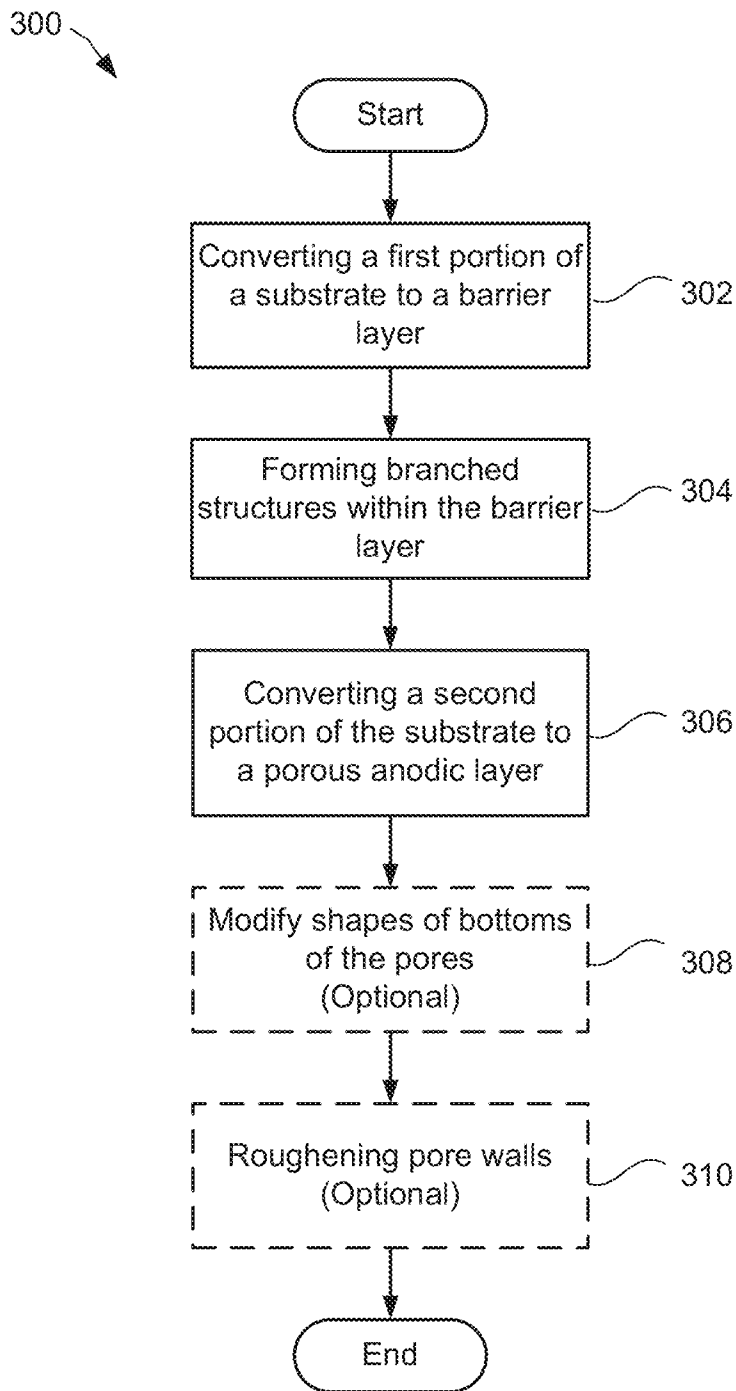 300
Start
Converting a first portion of
a substrate to a barrier
layer
302
Forming branched
structures within the barrier
layer
304
Converting a second
portion of the substrate to
a porous anodic layer
306
Modify shapes of bottoms
of the pores
(Optional)
308
Roughening pore walls
(Optional)
310
End